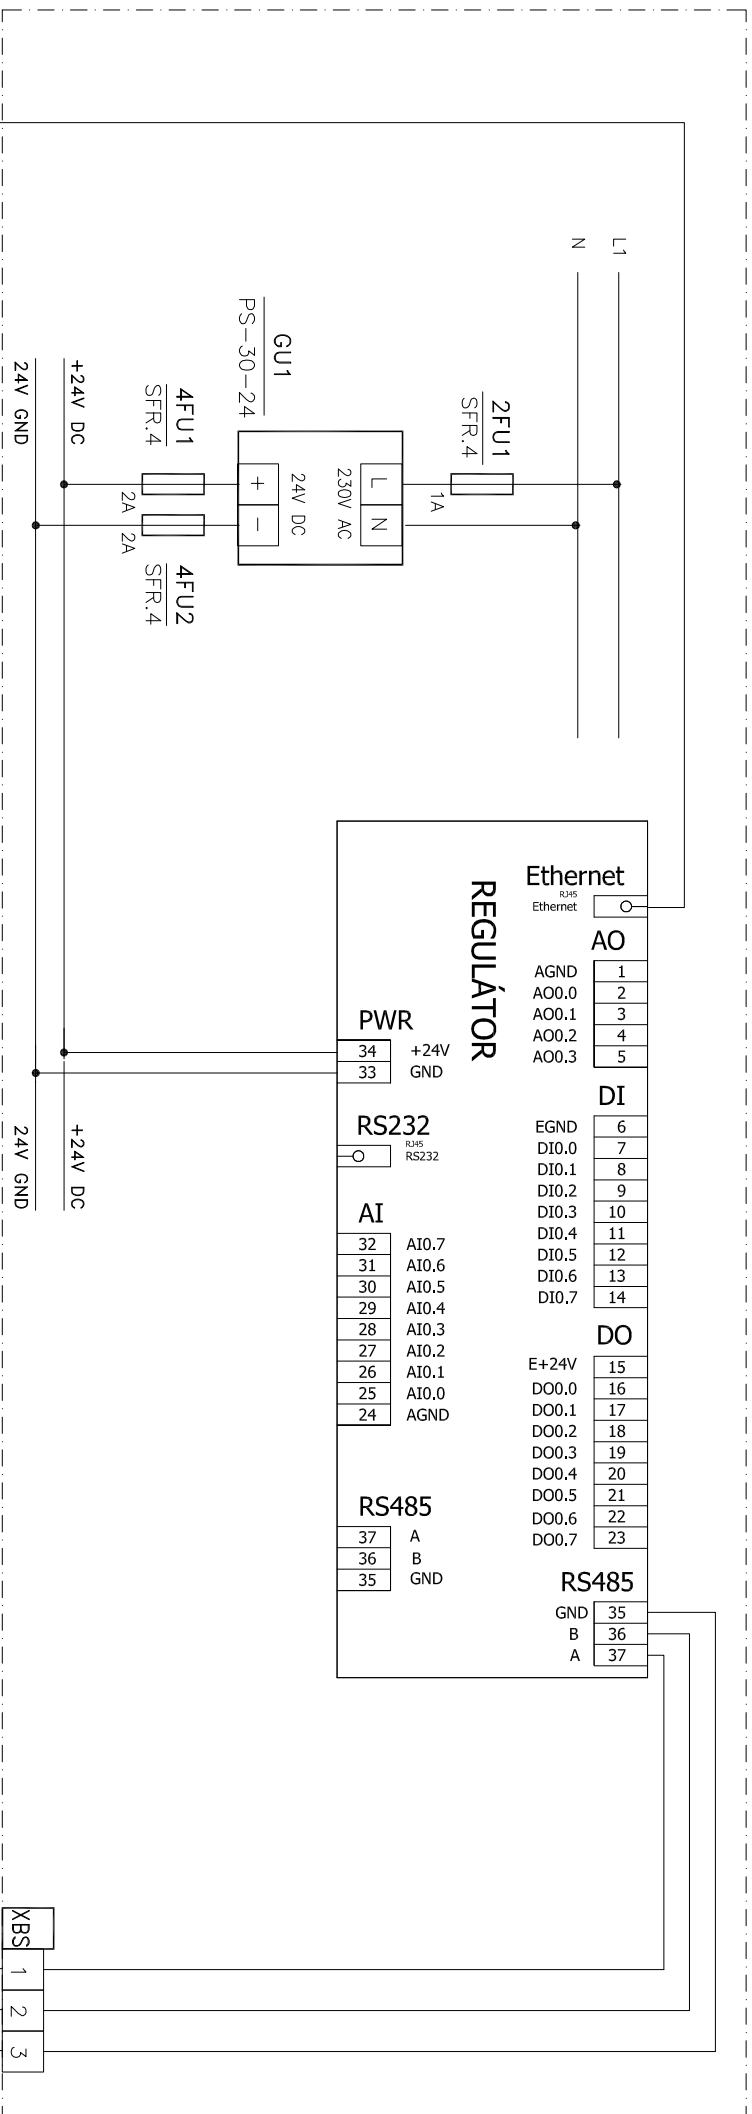 N
L1
GU1
PS-30-24
2FU1
SFR.4
1A
4FU1
SFR.4
2A
4FU2
SFR.4
2A
L
N
230V AC
24V DC
+
-
+24V DC
24V GND
REGULÁTOR
Ethernet
RJ45
Ethernet
AO
AGND 1
AO0.0 2
AO0.1 3
AO0.2 4
AO0.3 5
DI
EGND 6
DI0.0 7
DI0.1 8
DI0.2 9
DI0.3 10
DI0.4 11
DI0.5 12
DI0.6 13
DI0.7 14
DO
E+24V 15
DO0.0 16
DO0.1 17
DO0.2 18
DO0.3 19
DO0.4 20
DO0.5 21
DO0.6 22
DO0.7 23
RS485
GND 35
B 36
A 37
PWR
34 +24V
33 GND
RS232
RJ45
RS232
AI
32 AI0.7
31 AI0.6
30 AI0.5
29 AI0.4
28 AI0.3
27 AI0.2
26 AI0.1
25 AI0.0
24 AGND
RS485
37 A
36 B
35 GND
+24V DC
24V GND
XBS
1
2
3